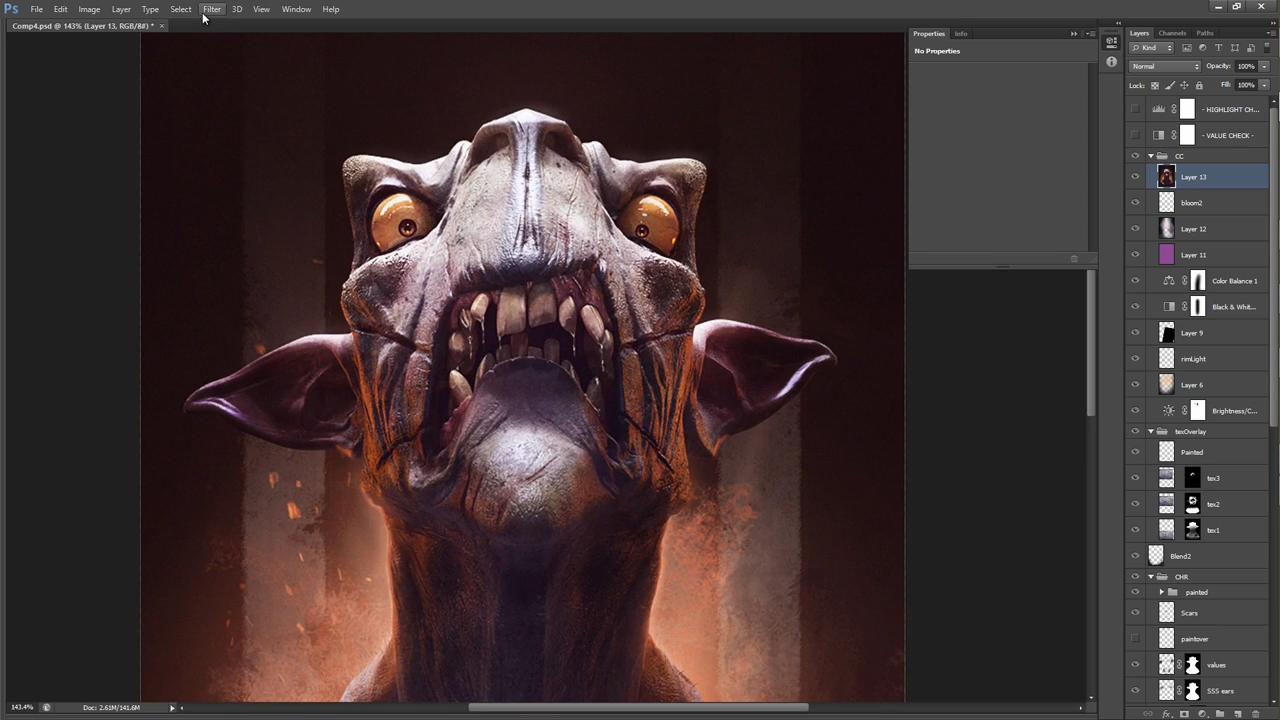 Ps File Edit Image Layer Type Select Filter 3D View Window Help
Comp4.psd @ 143% (Layer 13, RGB/8#) * ×
Properties Info
No Properties
Layers Channels Paths
Kind
Normal Opacity: 100%
Lock: Fill: 100%
- HIGHLIGHT CH...
- VALUE CHECK -
CC
Layer 13
bloom2
Layer 12
Layer 11
Color Balance 1
Black & Whit...
Layer 9
rimLight
Layer 6
Brightness/C...
texOverlay
Painted
tex3
tex2
tex1
Blend2
CHR
painted
Scars
paintover
values
SSS ears
143.4% Doc: 2.61M/141.6M
fx